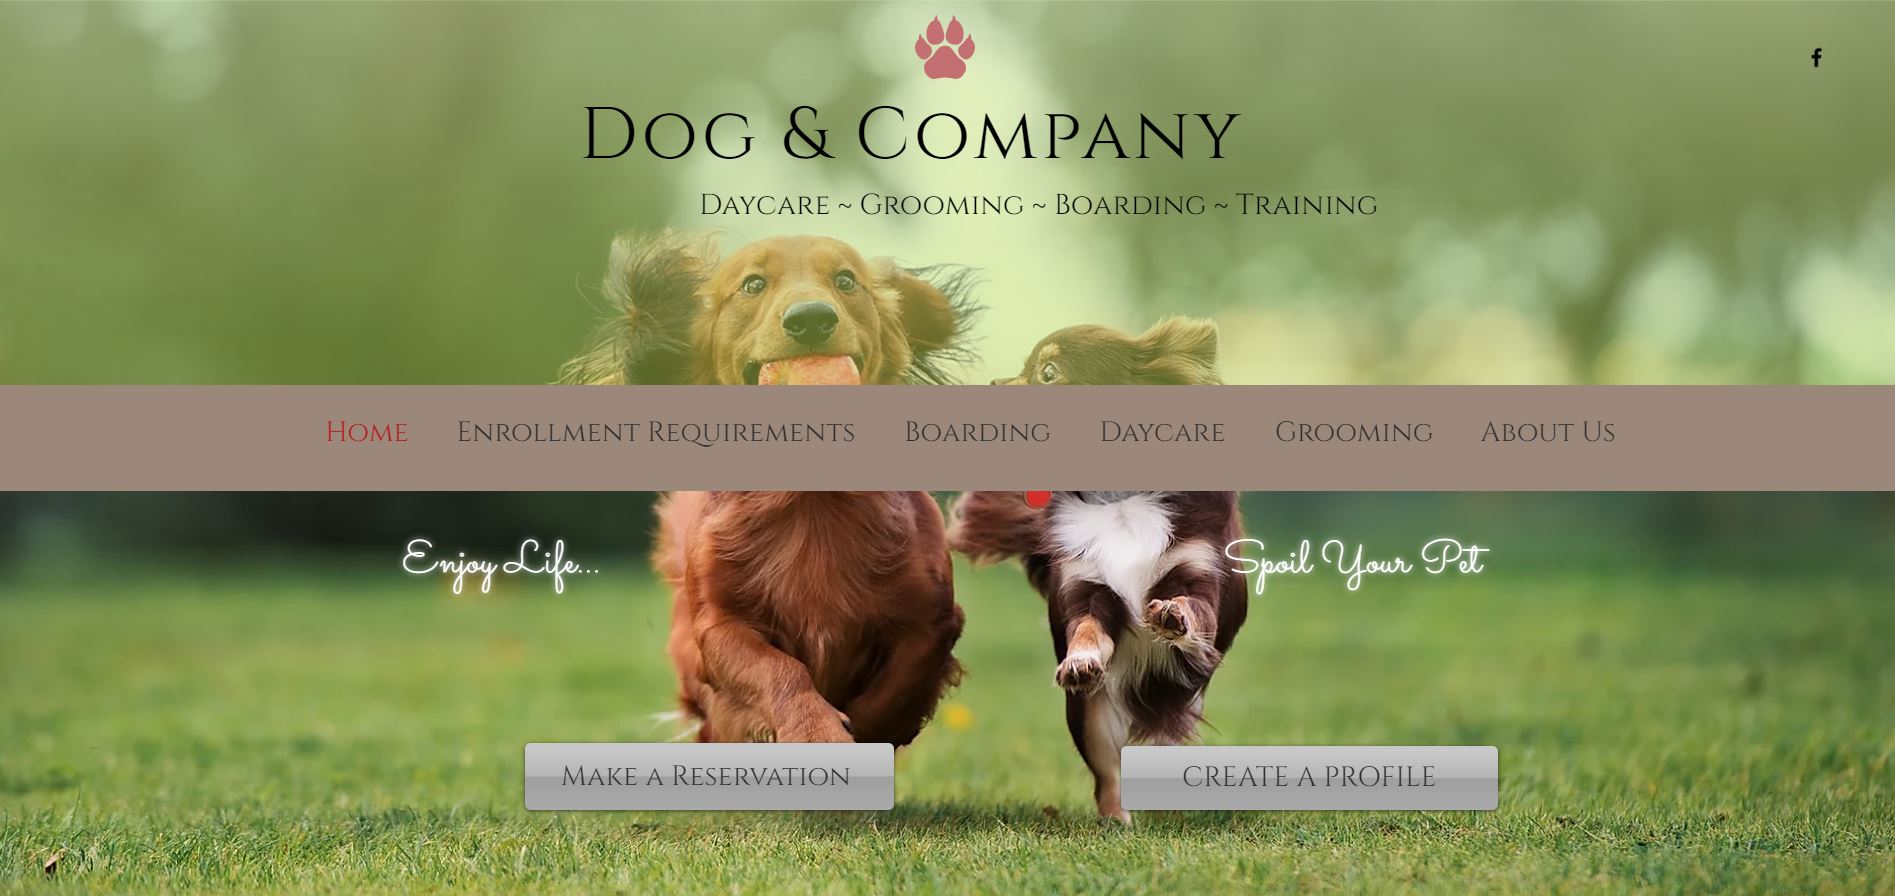 Dog & Company
Daycare ~ Grooming ~ Boarding ~ Training
Home Enrollment Requirements Boarding Daycare Grooming About Us
Enjoy Life... Spoil Your Pet
Make a Reservation CREATE A PROFILE